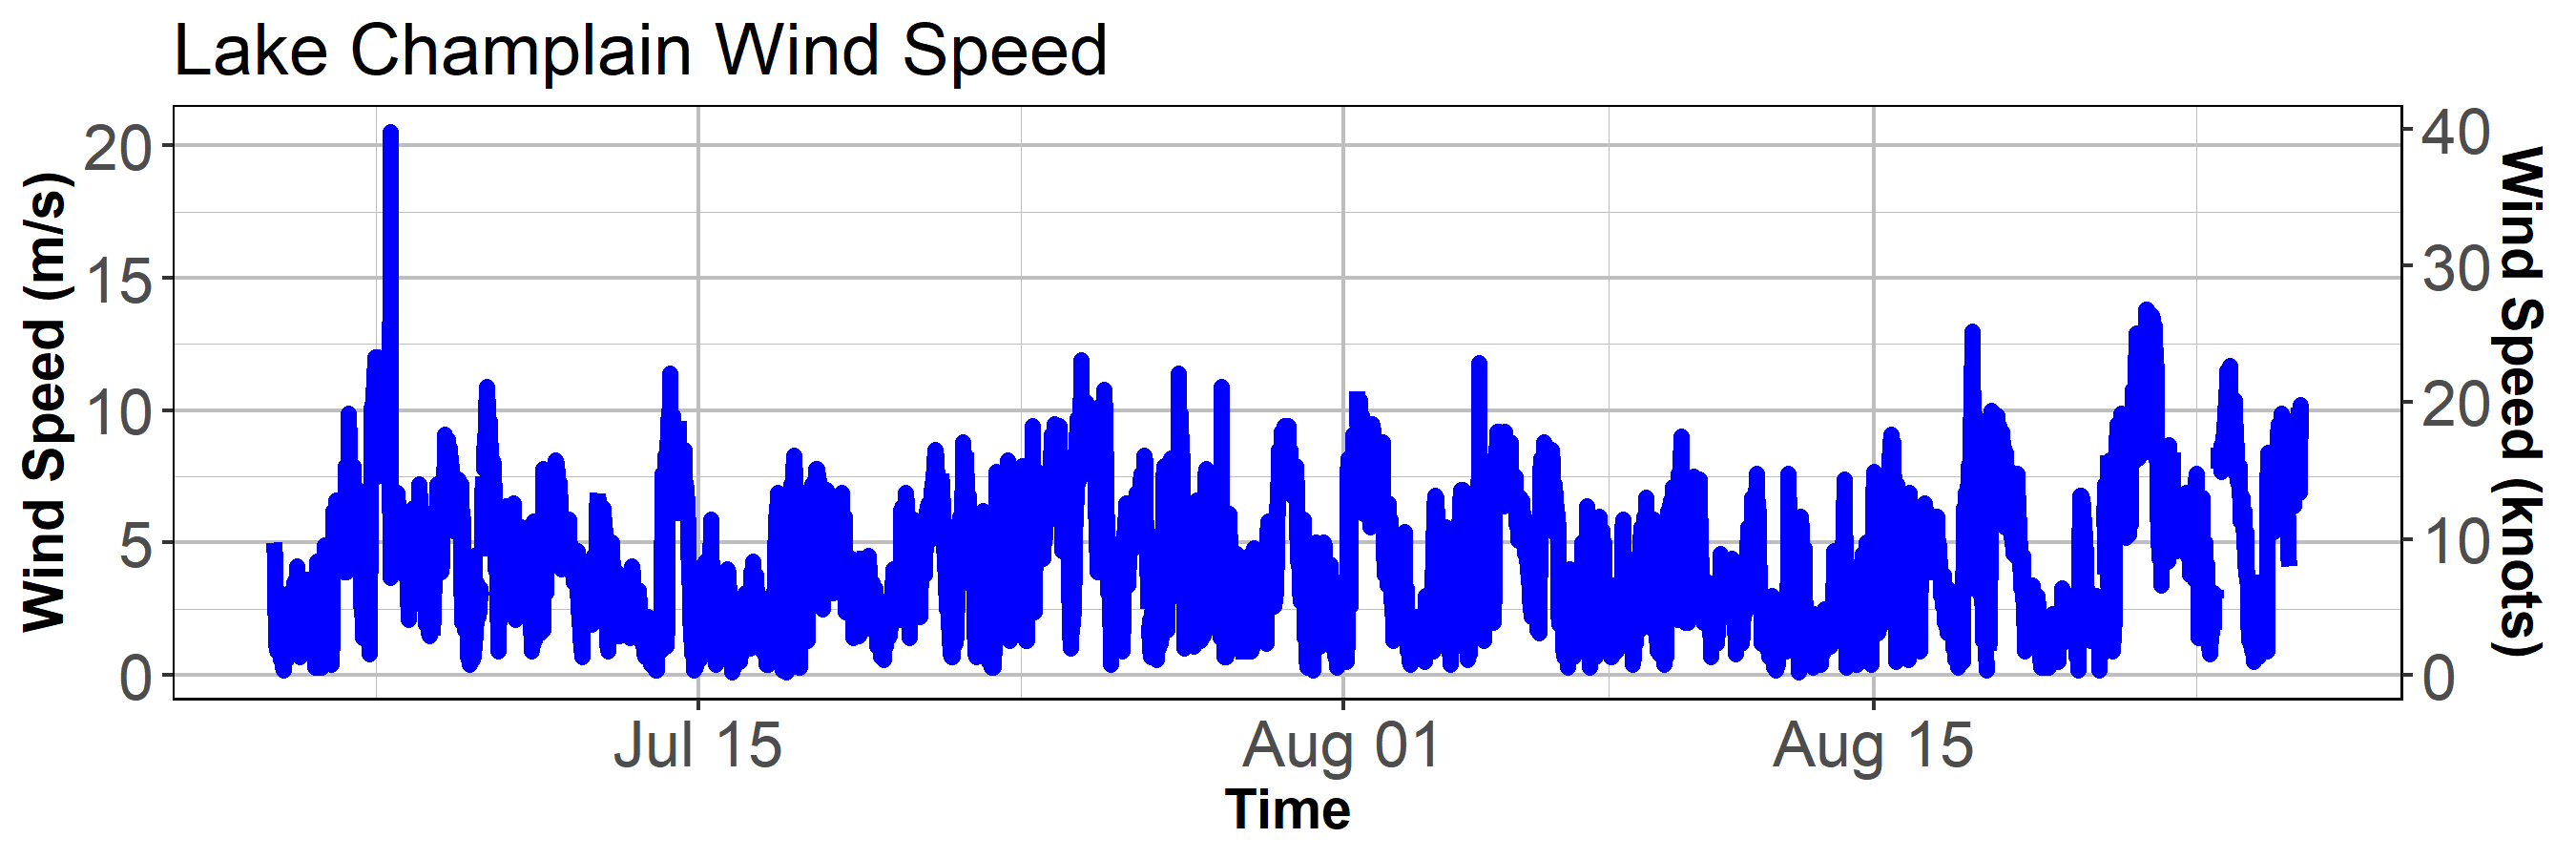 Lake Champlain Wind Speed
Wind Speed (m/s)
20
15
10
5
0
40
30
20
10
0
Wind Speed (knots)
Jul 15
Aug 01
Aug 15
Time